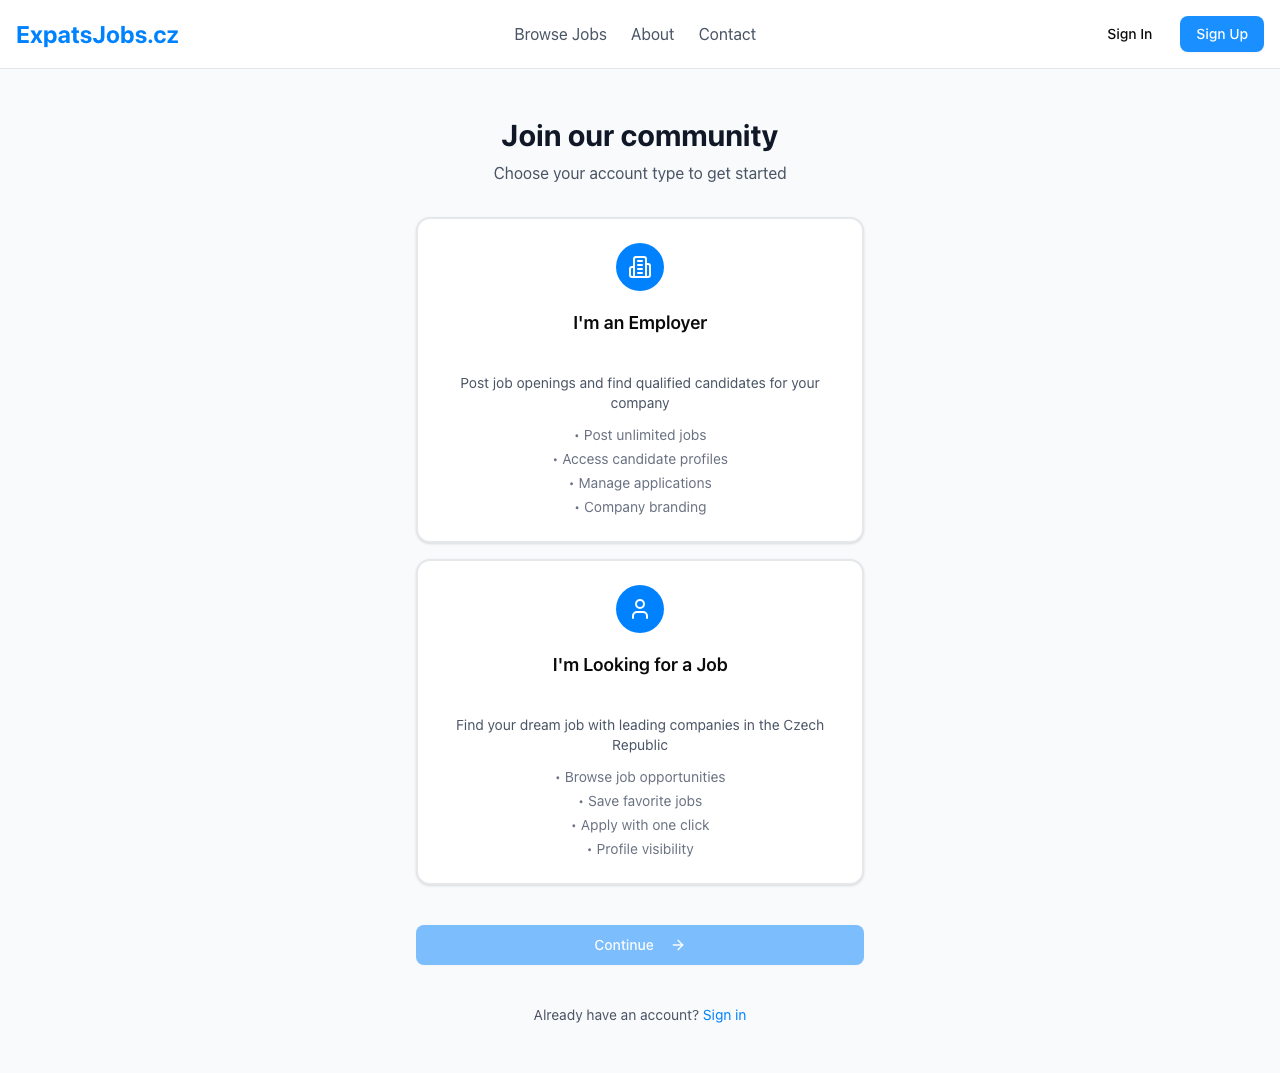 ExpatsJobs.cz
Browse Jobs
About
Contact
Sign In
Sign Up
Join our community
Choose your account type to get started
I'm an Employer
Post job openings and find qualified candidates for your
company
• Post unlimited jobs
• Access candidate profiles
• Manage applications
• Company branding
I'm Looking for a Job
Find your dream job with leading companies in the Czech
Republic
• Browse job opportunities
• Save favorite jobs
• Apply with one click
• Profile visibility
Continue
Already have an account? Sign in